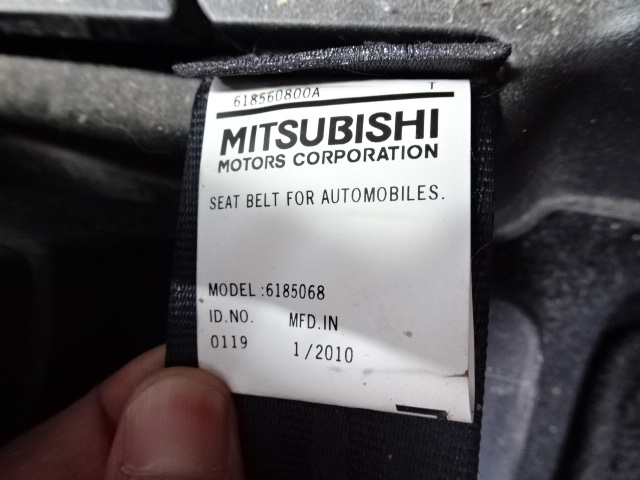 618560800A T
MITSUBISHI
MOTORS CORPORATION
SEAT BELT FOR AUTOMOBILES.
MODEL :6185068
ID.NO. MFD.IN
0119 1/2010